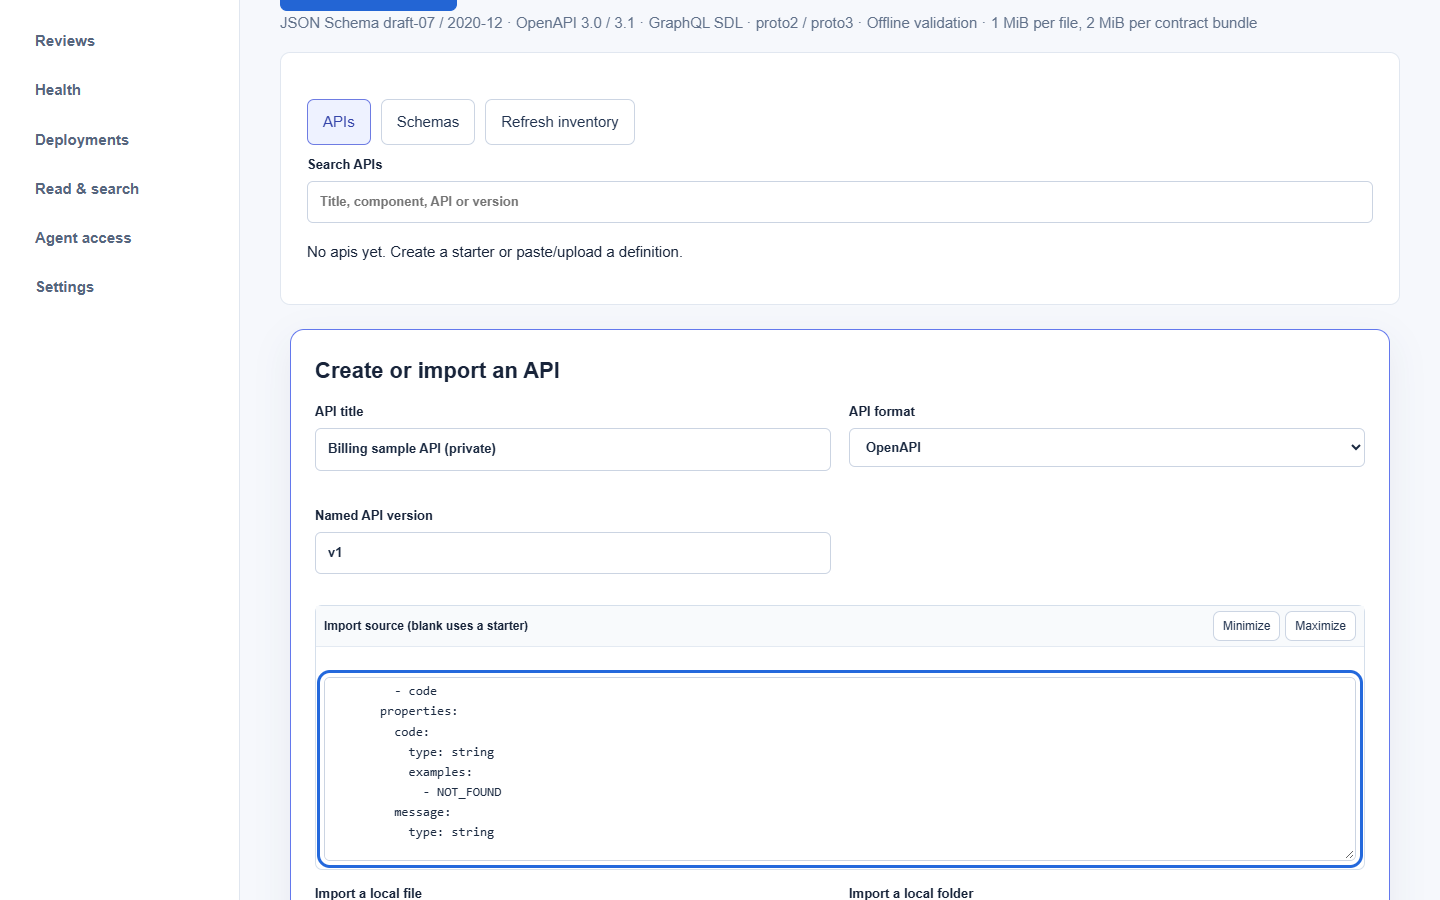 JSON Schema draft-07 / 2020-12 · OpenAPI 3.0 / 3.1 · GraphQL SDL · proto2 / proto3 · Offline validation · 1 MiB per file, 2 MiB per contract bundle
Reviews
Health
Deployments
Read & search
Agent access
Settings
APIs
Schemas
Refresh inventory
Search APIs
Title, component, API or version
No apis yet. Create a starter or paste/upload a definition.
Create or import an API
API title
API format
Billing sample API (private)
OpenAPI
Named API version
v1
Import source (blank uses a starter)
Minimize
Maximize
- code
properties:
code:
type: string
examples:
- NOT_FOUND
message:
type: string
Import a local file
Import a local folder